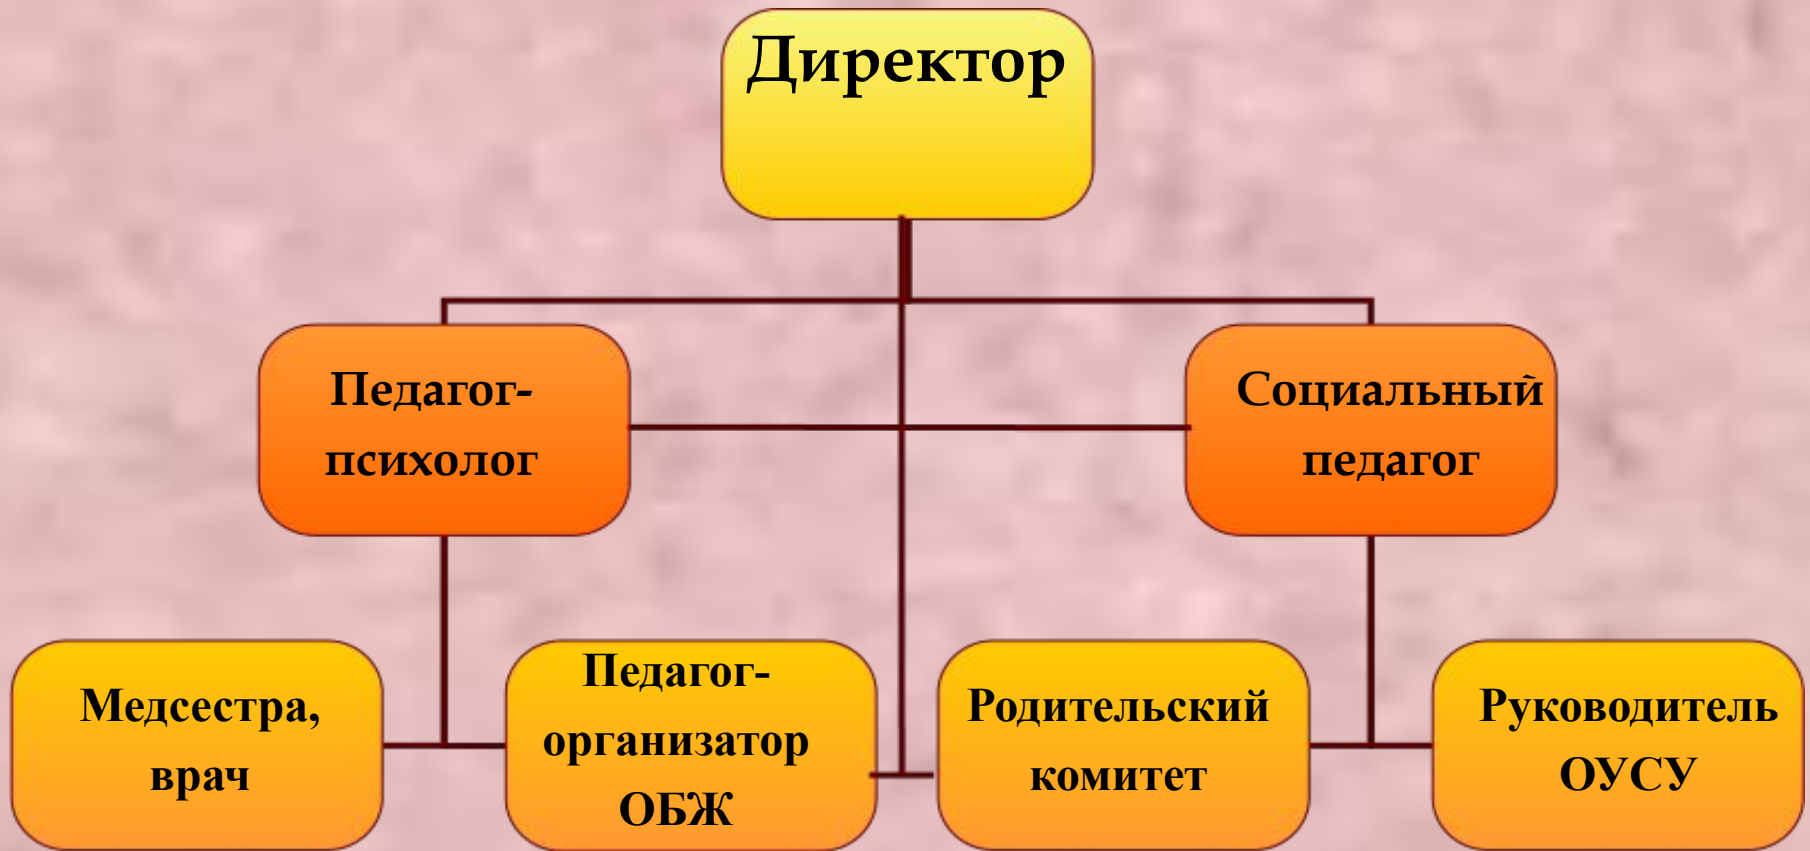 Директор
Педагог-
психолог
Социальный
педагог
Медсестра,
врач
Педагог-
организатор
ОБЖ
Родительский
комитет
Руководитель
ОУСУ